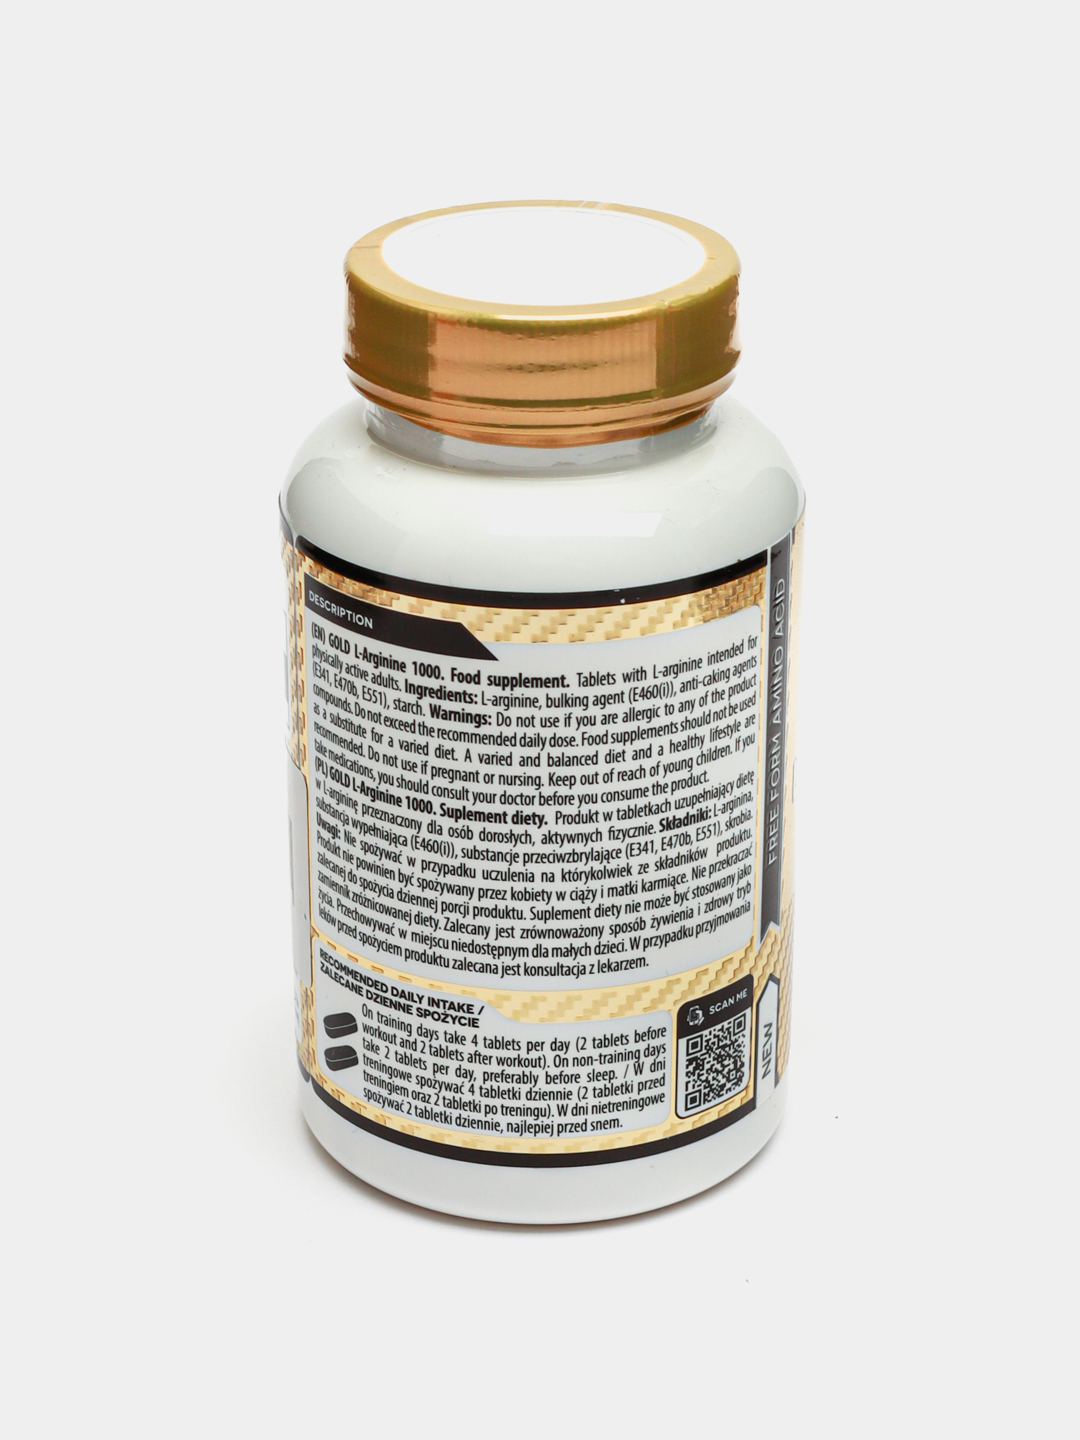 DESCRIPTION
(EN) GOLD L-Arginine 1000. Food supplement. Tablets with L-arginine intended for
physically active adults. Ingredients: L-arginine, bulking agent (E460(i)), anti-caking agents
(E341, E470b, E551), starch. Warnings: Do not use if you are allergic to any of the product
compounds. Do not exceed the recommended daily dose. Food supplements should not be used
as a substitute for a varied diet. A varied and balanced diet and a healthy lifestyle are
recommended. Do not use if pregnant or nursing. Keep out of reach of young children. If you
take medications, you should consult your doctor before you consume the product.
(PL) GOLD L-Arginine 1000. Suplement diety. Produkt w tabletkach uzupełniający dietę
w L-argininę przeznaczony dla osób dorosłych, aktywnych fizycznie. Składniki: L-arginina,
substancja wypełniająca (E460(i)), substancje przeciwzbrylające (E341, E470b, E551), skrobia.
Uwagi: Nie spożywać w przypadku uczulenia na którykolwiek ze składników produktu.
Produkt nie powinien być spożywany przez kobiety w ciąży i matki karmiące. Nie przekraczać
zalecanej do spożycia dziennej porcji produktu. Suplement diety nie może być stosowany jako
zamiennik zróżnicowanej diety. Zalecany jest zrównoważony sposób żywienia i zdrowy tryb
życia. Przechowywać w miejscu niedostępnym dla małych dzieci. W przypadku przyjmowania
leków przed spożyciem produktu zalecana jest konsultacja z lekarzem.
RECOMMENDED DAILY INTAKE /
ZALECANE DZIENNE SPOŻYCIE
On training days take 4 tablets per day (2 tablets before
workout and 2 tablets after workout). On non-training days
take 2 tablets per day, preferably before sleep. / W dni
treningowe spożywać 4 tabletki dziennie (2 tabletki przed
treningiem oraz 2 tabletki po treningu). W dni nietreningowe
spożywać 2 tabletki dziennie, najlepiej przed snem.
SCAN ME
FREE FORM AMINO ACID
NEW